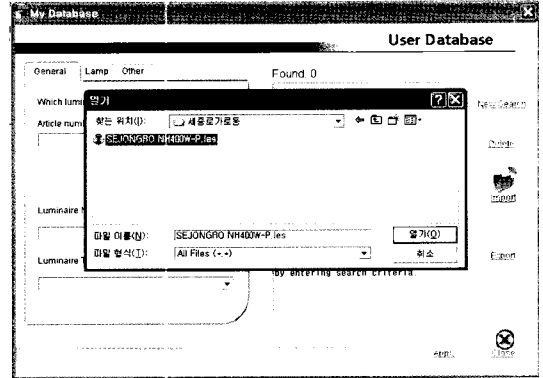 My Database
User Database
General Lamp Other
Found. 0
Which lumi
Article num
Luminaire N
Luminaire T
열기
찾는 위치(I):
세종로가로등
SEJONGRO NH400W-P.ies
파일 이름(N):
SEJONGRO NH400W-P.ies
열기(O)
파일 형식(T):
All Files (*.*)
취소
by entering search criteria.
New Search
Delete
Import
Export
Apply
Close